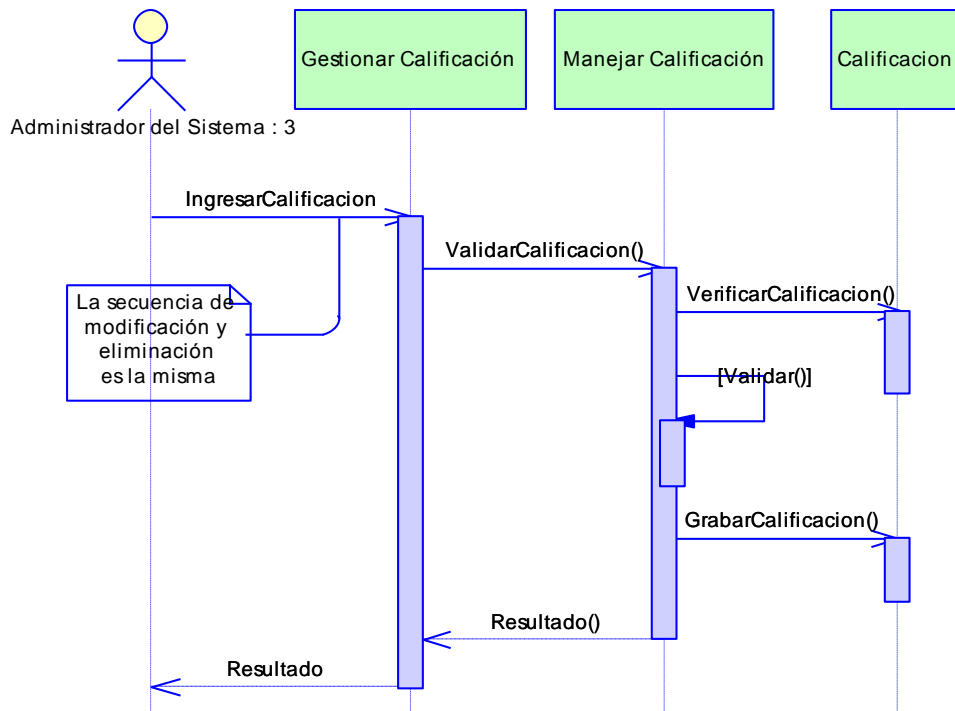 Gestionar Calificación
Manejar Calificación
Calificacion
Administrador del Sistema : 3
IngresarCalificacion
ValidarCalificacion()
La secuencia de
modificación y
eliminación
es la misma
VerificarCalificacion()
[Validar()]
GrabarCalificacion()
Resultado()
Resultado